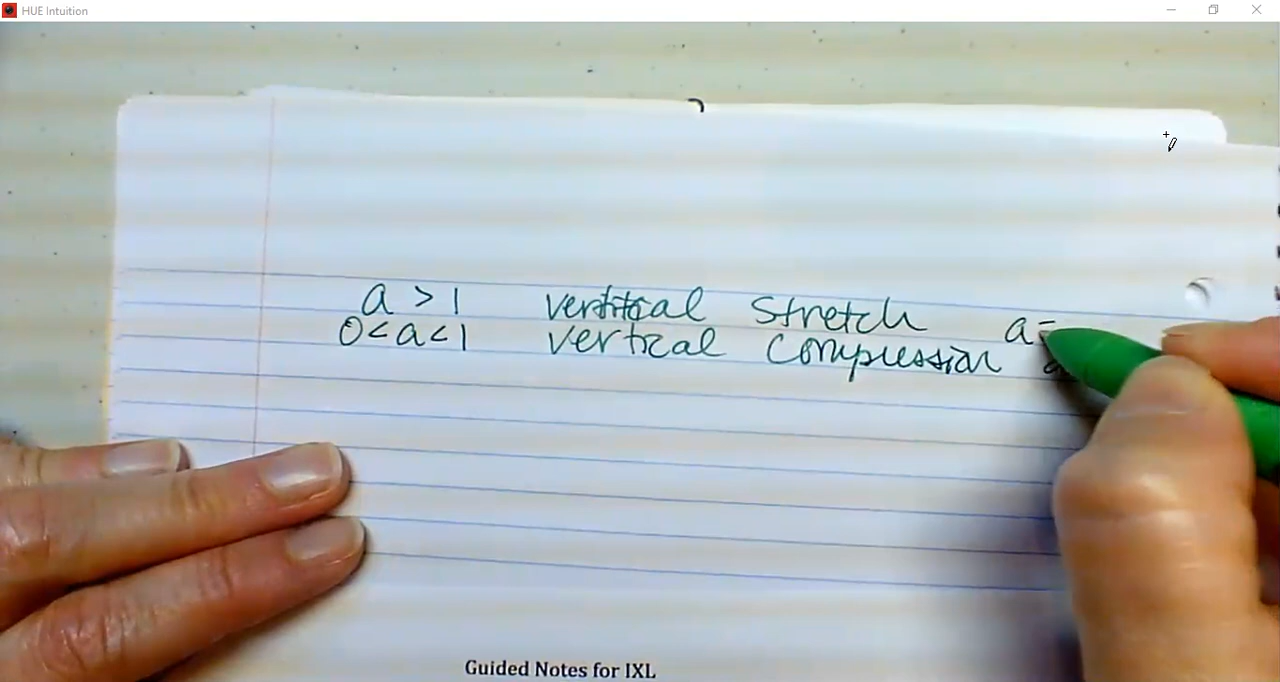 HUE Intuition
a > 1 vertical stretch a=
0<a<1 vertical compression
Guided Notes for IXL